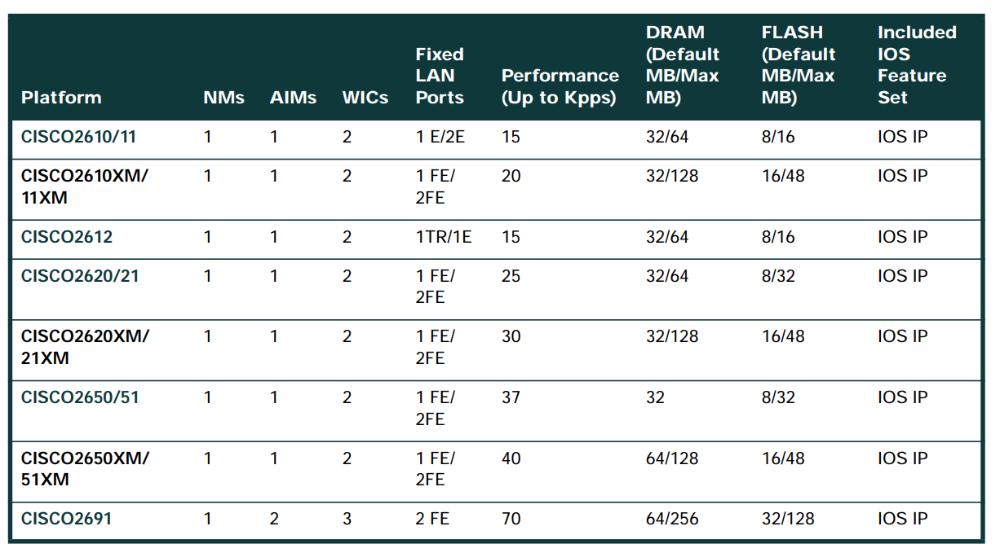 Platform NMs AIMs WICs Fixed LAN Ports Performance (Up to Kpps) DRAM (Default MB/Max MB) FLASH (Default MB/Max MB) Included IOS Feature Set
CISCO2610/11 1 1 2 1 E/2E 15 32/64 8/16 IOS IP
CISCO2610XM/ 11XM 1 1 2 1 FE/ 2FE 20 32/128 16/48 IOS IP
CISCO2612 1 1 2 1TR/1E 15 32/64 8/16 IOS IP
CISCO2620/21 1 1 2 1 FE/ 2FE 25 32/64 8/32 IOS IP
CISCO2620XM/ 21XM 1 1 2 1 FE/ 2FE 30 32/128 16/48 IOS IP
CISCO2650/51 1 1 2 1 FE/ 2FE 37 32 8/32 IOS IP
CISCO2650XM/ 51XM 1 1 2 1 FE/ 2FE 40 64/128 16/48 IOS IP
CISCO2691 1 2 3 2 FE 70 64/256 32/128 IOS IP